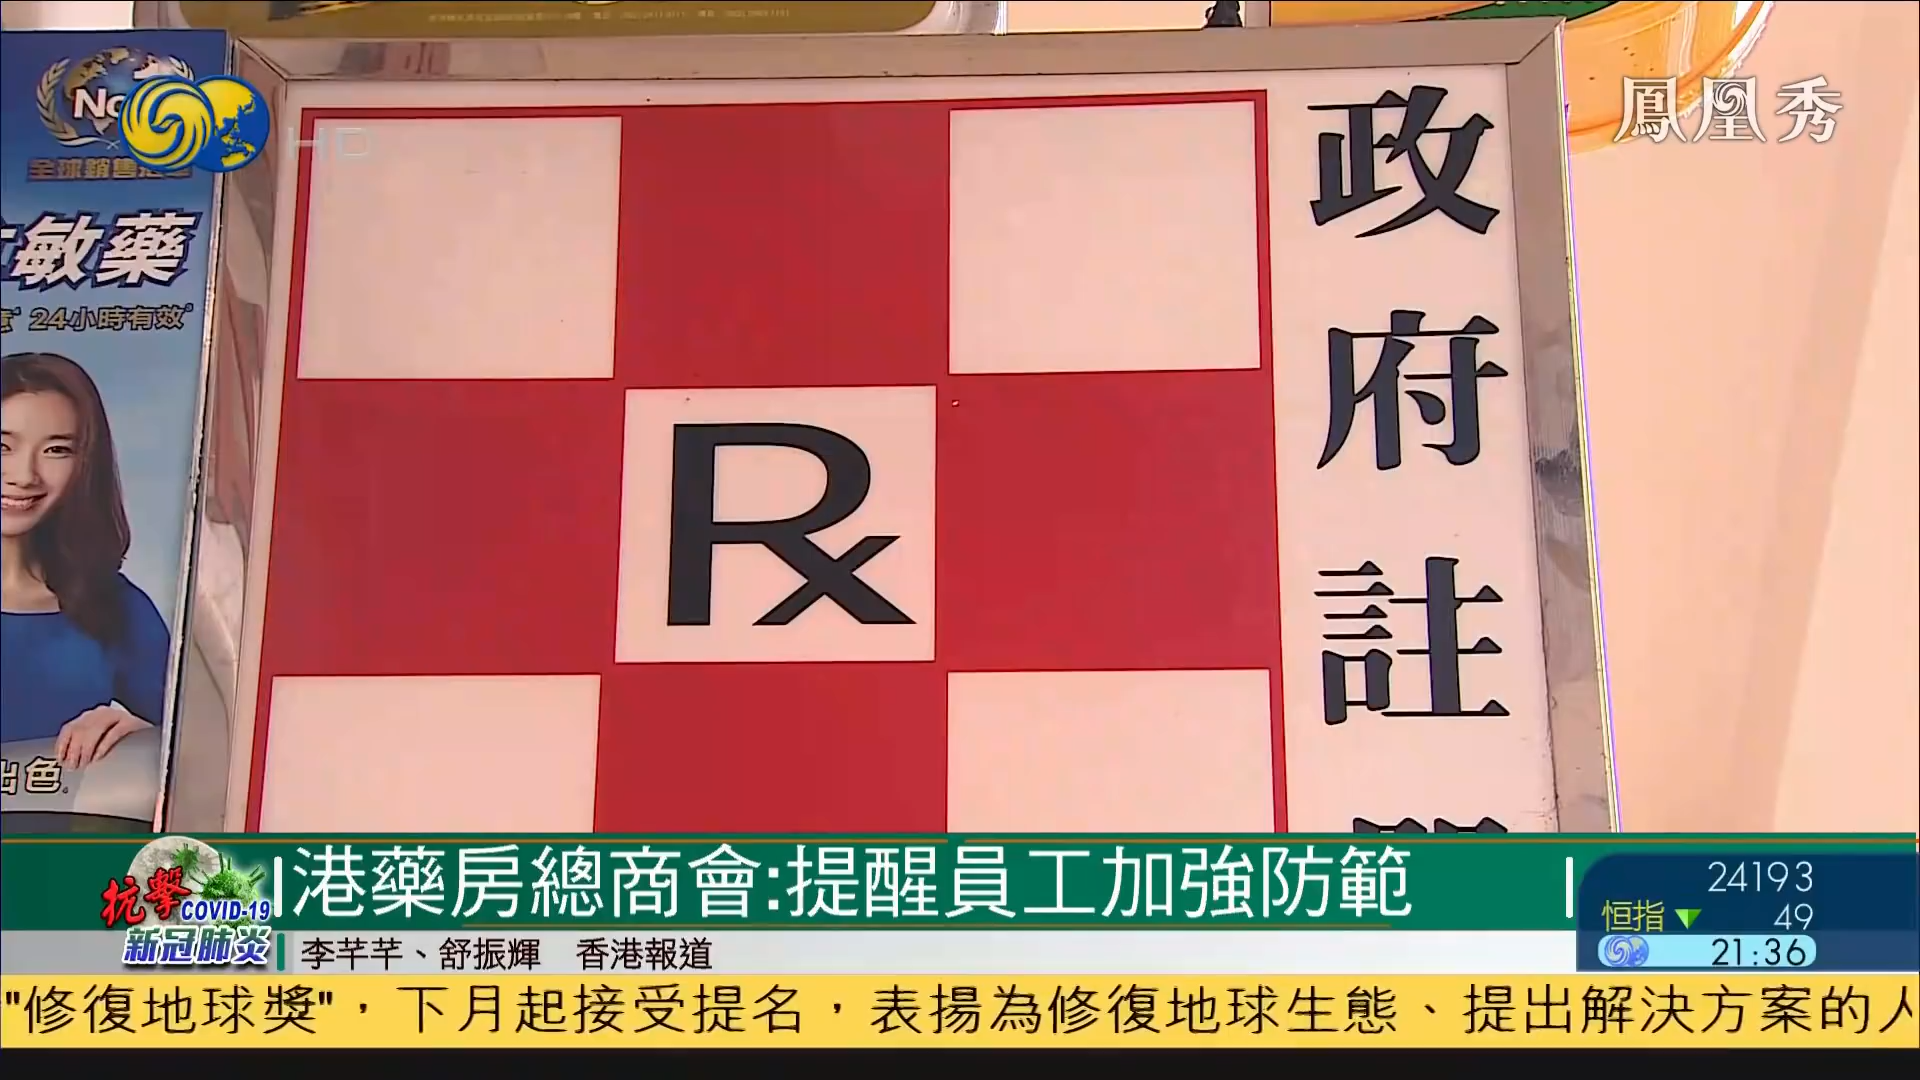 No
全球銷售
敏藥
24小時有效
出色
HD
鳳凰秀
政府註
Rx
抗擊
COVID-19
新冠肺炎
港藥房總商會:提醒員工加強防範
李芊芊、舒振輝 香港報道
24193
恒指 49
21:36
"修復地球獎",下月起接受提名,表揚為修復地球生態、提出解決方案的人